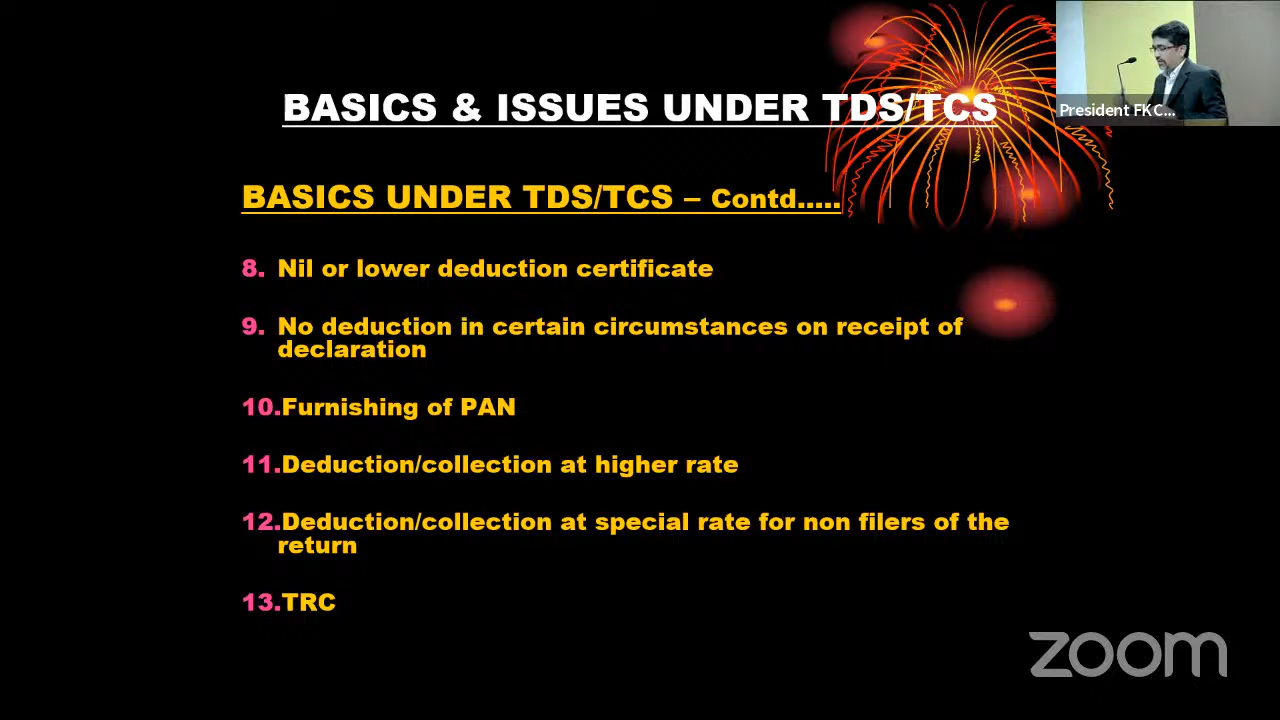 President FKC...
BASICS & ISSUES UNDER TDS/TCS
BASICS UNDER TDS/TCS – Contd.....
8. Nil or lower deduction certificate
9. No deduction in certain circumstances on receipt of
declaration
10.Furnishing of PAN
11.Deduction/collection at higher rate
12.Deduction/collection at special rate for non filers of the
return
13.TRC
zoom